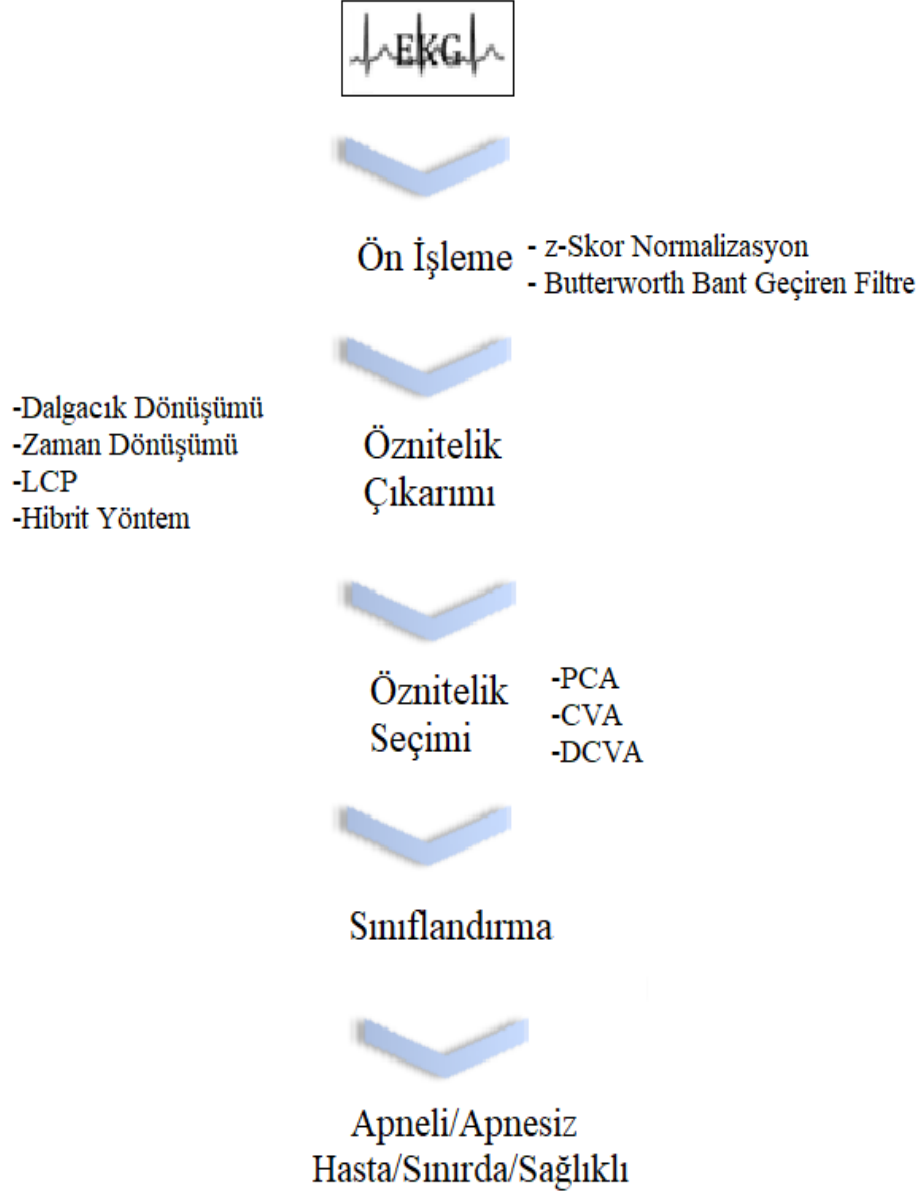 EKG
Ön İşleme
- z-Skor Normalizasyon
- Butterworth Bant Geçiren Filtre
-Dalgacık Dönüşümü
-Zaman Dönüşümü
-LCP
-Hibrit Yöntem
Öznitelik
Çıkarımı
Öznitelik
Seçimi
-PCA
-CVA
-DCVA
Sınıflandırma
Apneli/Apnesiz
Hasta/Sınırda/Sağlıklı